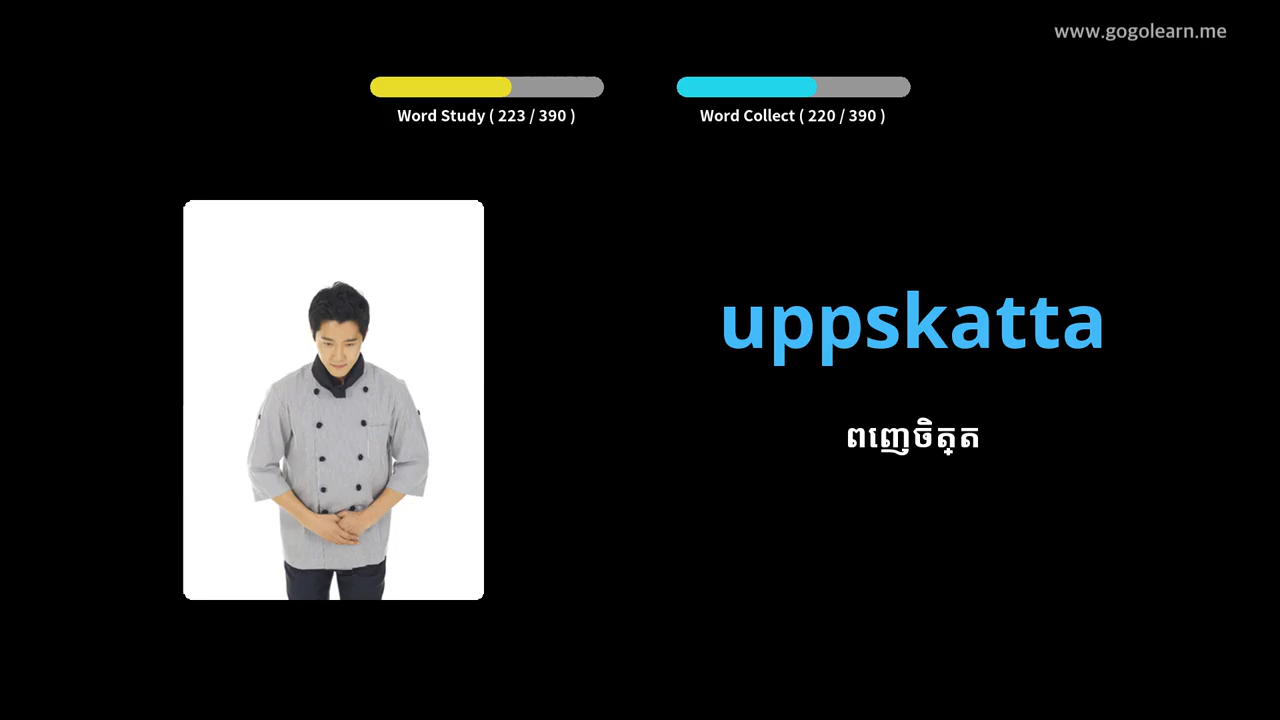 www.gogolearn.me
Word Study ( 223 / 390 )
Word Collect ( 220 / 390 )
uppskatta
ពេញចិត្ត